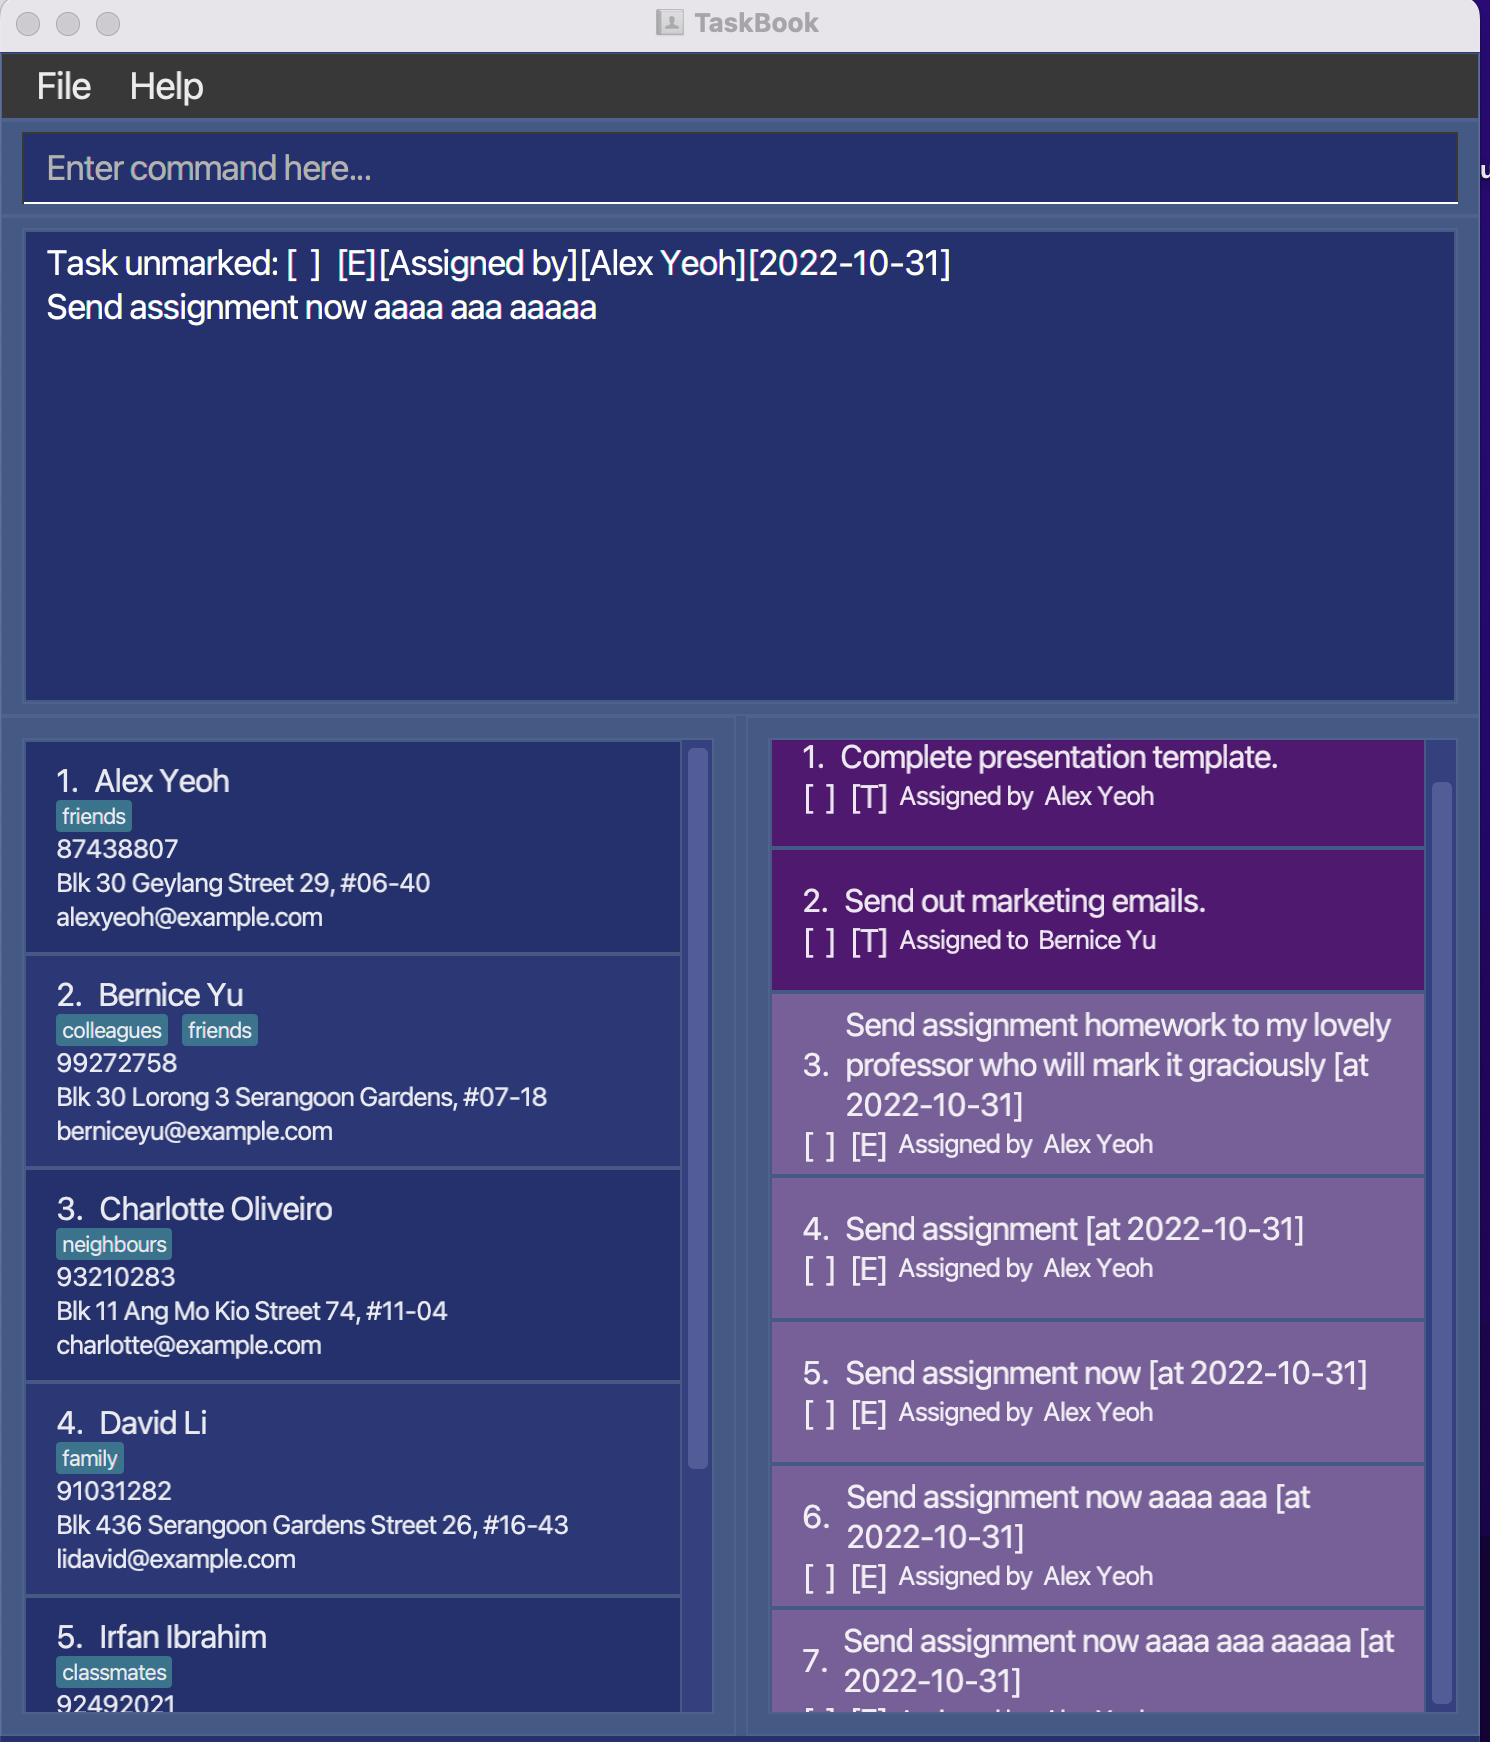 TaskBook
File Help
Enter command here...
Task unmarked: [ ] [E][Assigned by][Alex Yeoh][2022-10-31]
Send assignment now aaaa aaa aaaaa
1. Alex Yeoh
friends
87438807
Blk 30 Geylang Street 29, #06-40
alexyeoh@example.com
2. Bernice Yu
colleagues friends
99272758
Blk 30 Lorong 3 Serangoon Gardens, #07-18
berniceyu@example.com
3. Charlotte Oliveiro
neighbours
93210283
Blk 11 Ang Mo Kio Street 74, #11-04
charlotte@example.com
4. David Li
family
91031282
Blk 436 Serangoon Gardens Street 26, #16-43
lidavid@example.com
5. Irfan Ibrahim
classmates
92492021
1. Complete presentation template.
[ ] [T] Assigned by Alex Yeoh
2. Send out marketing emails.
[ ] [T] Assigned to Bernice Yu
Send assignment homework to my lovely
3. professor who will mark it graciously [at
2022-10-31]
[ ] [E] Assigned by Alex Yeoh
4. Send assignment [at 2022-10-31]
[ ] [E] Assigned by Alex Yeoh
5. Send assignment now [at 2022-10-31]
[ ] [E] Assigned by Alex Yeoh
6. Send assignment now aaaa aaa [at
2022-10-31]
[ ] [E] Assigned by Alex Yeoh
7. Send assignment now aaaa aaa aaaaa [at
2022-10-31]